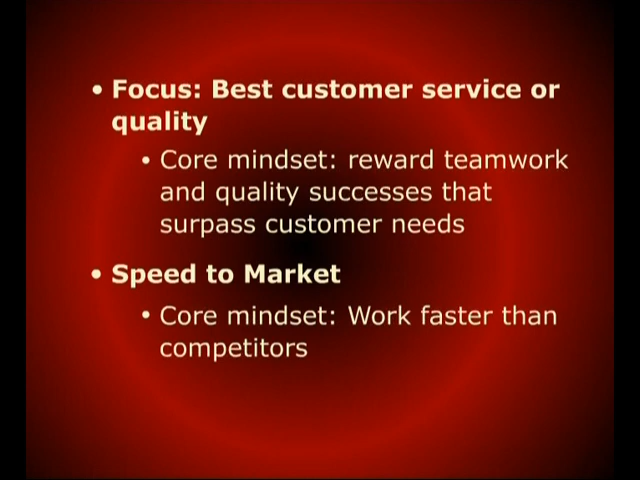 • Focus: Best customer service or
quality
• Core mindset: reward teamwork
and quality successes that
surpass customer needs
• Speed to Market
• Core mindset: Work faster than
competitors